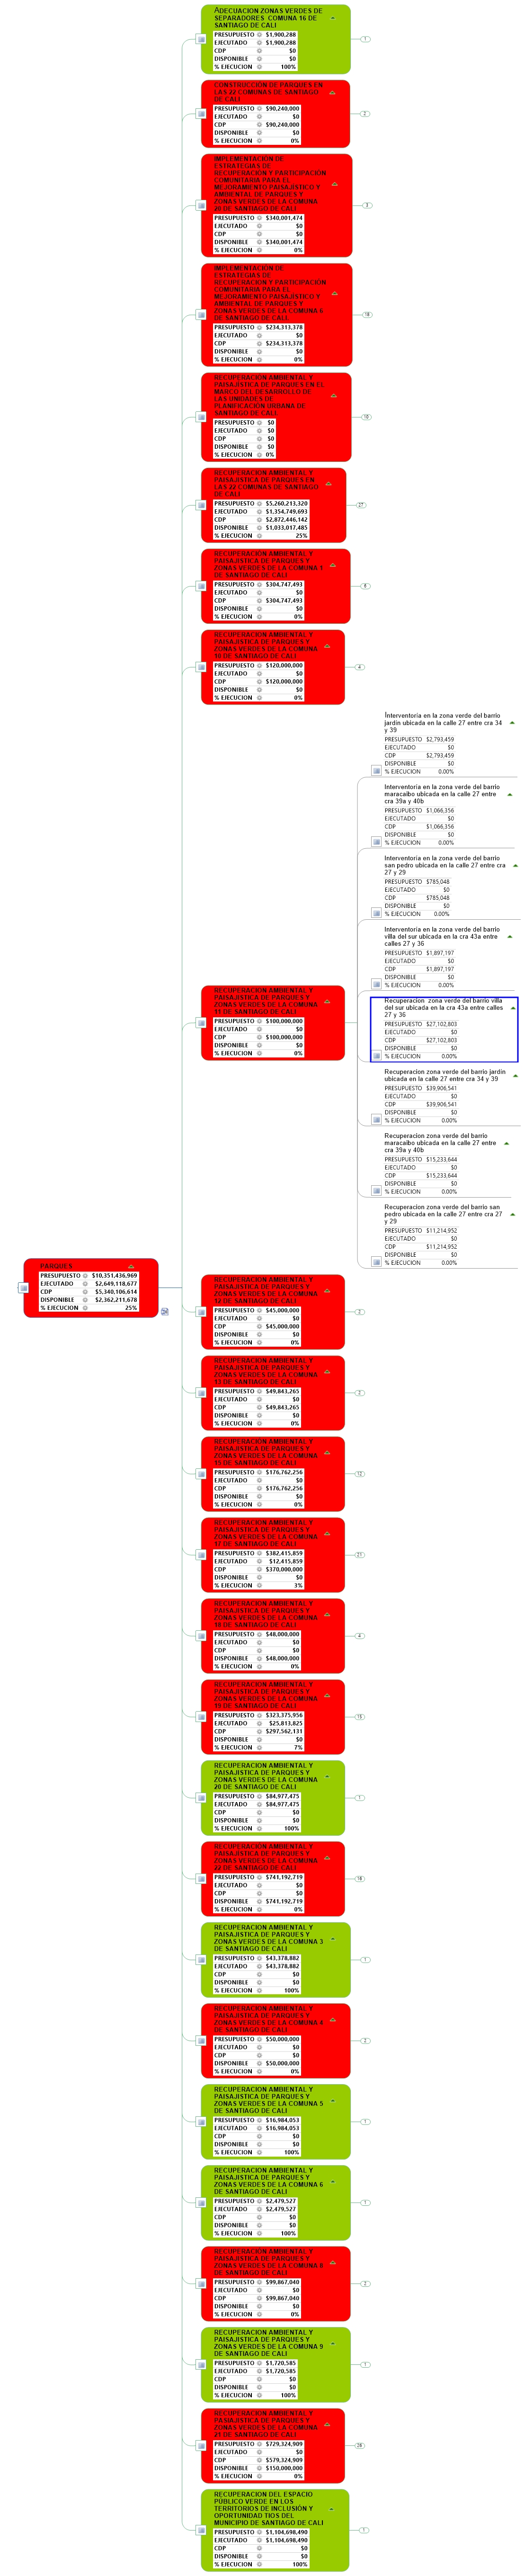 ADECUACION ZONAS VERDES DE
SEPARADORES COMUNA 16 DE
SANTIAGO DE CALI
PRESUPUESTO $1,900,288
EJECUTADO $1,900,288
CDP $0
DISPONIBLE $0
% EJECUCION 100%
1
CONSTRUCCIÓN DE PARQUES EN
LAS 22 COMUNAS DE SANTIAGO
DE CALI
PRESUPUESTO $90,240,000
EJECUTADO $0
CDP $90,240,000
DISPONIBLE $0
% EJECUCION 0%
2
IMPLEMENTACIÓN DE
ESTRATEGIAS DE
RECUPERACIÓN Y PARTICIPACIÓN
COMUNITARIA PARA EL
MEJORAMIENTO PAISAJISTICO Y
AMBIENTAL DE PARQUES Y
ZONAS VERDES DE LA COMUNA
20 DE SANTIAGO DE CALI
PRESUPUESTO $340,001,474
EJECUTADO $0
CDP $0
DISPONIBLE $340,001,474
% EJECUCION 0%
3
IMPLEMENTACIÓN DE
ESTRATEGIAS DE
RECUPERACIÓN Y PARTICIPACIÓN
COMUNITARIA PARA EL
MEJORAMIENTO PAISAJISTICO Y
AMBIENTAL DE PARQUES Y
ZONAS VERDES DE LA COMUNA 6
DE SANTIAGO DE CALI
PRESUPUESTO $234,313,378
EJECUTADO $0
CDP $234,313,378
DISPONIBLE $0
% EJECUCION 0%
18
RECUPERACIÓN AMBIENTAL Y
PAISAJISTICA DE PARQUES EN EL
MARCO DEL DESARROLLO DE
LAS UNIDADES DE
PLANIFICACION URBANA DE
SANTIAGO DE CALI.
PRESUPUESTO $0
EJECUTADO $0
CDP $0
DISPONIBLE $0
% EJECUCION 0%
10
RECUPERACION AMBIENTAL Y
PAISAJISTICA DE PARQUES EN
LAS 22 COMUNAS DE SANTIAGO
DE CALI
PRESUPUESTO $5,260,213,320
EJECUTADO $1,354,749,693
CDP $2,872,446,142
DISPONIBLE $1,033,017,485
% EJECUCION 25%
27
RECUPERACION AMBIENTAL Y
PAISAJISTICA DE PARQUES Y
ZONAS VERDES DE LA COMUNA 1
DE SANTIAGO DE CALI
PRESUPUESTO $304,747,493
EJECUTADO $0
CDP $304,747,493
DISPONIBLE $0
% EJECUCION 0%
8
RECUPERACION AMBIENTAL Y
PAISAJISTICA DE PARQUES Y
ZONAS VERDES DE LA COMUNA
10 DE SANTIAGO DE CALI
PRESUPUESTO $120,000,000
EJECUTADO $0
CDP $120,000,000
DISPONIBLE $0
% EJECUCION 0%
4
Interventoria en la zona verde del barrio
jardin ubicada en la calle 27 entre cra 34
y 39
PRESUPUESTO $2,793,459
EJECUTADO $0
CDP $2,793,459
DISPONIBLE $0
% EJECUCION 0.00%
Interventoria en la zona verde del barrio
maracaibo ubicada en la calle 27 entre
cra 39a y 40b
PRESUPUESTO $1,066,356
EJECUTADO $0
CDP $1,066,356
DISPONIBLE $0
% EJECUCION 0.00%
Interventoria en la zona verde del barrio
san pedro ubicada en la calle 27 entre cra
27 y 29
PRESUPUESTO $785,048
EJECUTADO $0
CDP $785,048
DISPONIBLE $0
% EJECUCION 0.00%
Interventoria en la zona verde del barrio
villa del sur ubicada en la cra 43a entre
calles 27 y 36
PRESUPUESTO $1,897,197
EJECUTADO $0
CDP $1,897,197
DISPONIBLE $0
% EJECUCION 0.00%
RECUPERACION AMBIENTAL Y
PAISAJISTICA DE PARQUES Y
ZONAS VERDES DE LA COMUNA
11 DE SANTIAGO DE CALI
PRESUPUESTO $100,000,000
EJECUTADO $0
CDP $100,000,000
DISPONIBLE $0
% EJECUCION 0%
Recuperacion zona verde del barrio villa
del sur ubicada en la cra 43a entre calles
27 y 36
PRESUPUESTO $27,102,803
EJECUTADO $0
CDP $27,102,803
DISPONIBLE $0
% EJECUCION 0.00%
Recuperacion zona verde del barrio jardin
ubicada en la calle 27 entre cra 34 y 39
PRESUPUESTO $39,906,541
EJECUTADO $0
CDP $39,906,541
DISPONIBLE $0
% EJECUCION 0.00%
Recuperacion zona verde del barrio
maracaibo ubicada en la calle 27 entre
cra 39a y 40b
PRESUPUESTO $15,233,644
EJECUTADO $0
CDP $15,233,644
DISPONIBLE $0
% EJECUCION 0.00%
Recuperacion zona verde del barrio san
pedro ubicada en la calle 27 entre cra 27
y 29
PRESUPUESTO $11,214,952
EJECUTADO $0
CDP $11,214,952
DISPONIBLE $0
% EJECUCION 0.00%
PARQUES
PRESUPUESTO $10,351,436,969
EJECUTADO $2,649,118,677
CDP $5,340,106,614
DISPONIBLE $2,362,211,678
% EJECUCION 25%
RECUPERACION AMBIENTAL Y
PAISAJISTICA DE PARQUES Y
ZONAS VERDES DE LA COMUNA
12 DE SANTIAGO DE CALI
PRESUPUESTO $45,000,000
EJECUTADO $0
CDP $45,000,000
DISPONIBLE $0
% EJECUCION 0%
2
RECUPERACION AMBIENTAL Y
PAISAJISTICA DE PARQUES Y
ZONAS VERDES DE LA COMUNA
13 DE SANTIAGO DE CALI
PRESUPUESTO $49,843,265
EJECUTADO $0
CDP $49,843,265
DISPONIBLE $0
% EJECUCION 0%
2
RECUPERACION AMBIENTAL Y
PAISAJISTICA DE PARQUES Y
ZONAS VERDES DE LA COMUNA
15 DE SANTIAGO DE CALI
PRESUPUESTO $176,762,256
EJECUTADO $0
CDP $176,762,256
DISPONIBLE $0
% EJECUCION 0%
12
RECUPERACION AMBIENTAL Y
PAISAJISTICA DE PARQUES Y
ZONAS VERDES DE LA COMUNA
17 DE SANTIAGO DE CALI
PRESUPUESTO $382,415,859
EJECUTADO $12,415,859
CDP $370,000,000
DISPONIBLE $0
% EJECUCION 3%
21
RECUPERACION AMBIENTAL Y
PAISAJISTICA DE PARQUES Y
ZONAS VERDES DE LA COMUNA
18 DE SANTIAGO DE CALI
PRESUPUESTO $48,000,000
EJECUTADO $0
CDP $0
DISPONIBLE $48,000,000
% EJECUCION 0%
4
RECUPERACION AMBIENTAL Y
PAISAJISTICA DE PARQUES Y
ZONAS VERDES DE LA COMUNA
19 DE SANTIAGO DE CALI
PRESUPUESTO $323,375,956
EJECUTADO $25,813,825
CDP $297,562,131
DISPONIBLE $0
% EJECUCION 7%
15
RECUPERACION AMBIENTAL Y
PAISAJISTICA DE PARQUES Y
ZONAS VERDES DE LA COMUNA
20 DE SANTIAGO DE CALI
PRESUPUESTO $84,977,475
EJECUTADO $84,977,475
CDP $0
DISPONIBLE $0
% EJECUCION 100%
1
RECUPERACION AMBIENTAL Y
PAISAJISTICA DE PARQUES Y
ZONAS VERDES DE LA COMUNA
22 DE SANTIAGO DE CALI
PRESUPUESTO $741,192,719
EJECUTADO $0
CDP $0
DISPONIBLE $741,192,719
% EJECUCION 0%
16
RECUPERACION AMBIENTAL Y
PAISAJISTICA DE PARQUES Y
ZONAS VERDES DE LA COMUNA 3
DE SANTIAGO DE CALI
PRESUPUESTO $43,378,882
EJECUTADO $43,378,882
CDP $0
DISPONIBLE $0
% EJECUCION 100%
1
RECUPERACION AMBIENTAL Y
PAISAJISTICA DE PARQUES Y
ZONAS VERDES DE LA COMUNA 4
DE SANTIAGO DE CALI
PRESUPUESTO $50,000,000
EJECUTADO $0
CDP $0
DISPONIBLE $50,000,000
% EJECUCION 0%
2
RECUPERACION AMBIENTAL Y
PAISAJISTICA DE PARQUES Y
ZONAS VERDES DE LA COMUNA 5
DE SANTIAGO DE CALI
PRESUPUESTO $16,984,053
EJECUTADO $16,984,053
CDP $0
DISPONIBLE $0
% EJECUCION 100%
1
RECUPERACION AMBIENTAL Y
PAISAJISTICA DE PARQUES Y
ZONAS VERDES DE LA COMUNA 6
DE SANTIAGO DE CALI
PRESUPUESTO $2,479,527
EJECUTADO $2,479,527
CDP $0
DISPONIBLE $0
% EJECUCION 100%
1
RECUPERACION AMBIENTAL Y
PAISAJISTICA DE PARQUES Y
ZONAS VERDES DE LA COMUNA 8
DE SANTIAGO DE CALI
PRESUPUESTO $99,867,040
EJECUTADO $0
CDP $99,867,040
DISPONIBLE $0
% EJECUCION 0%
2
RECUPERACION AMBIENTAL Y
PAISAJISTICA DE PARQUES Y
ZONAS VERDES DE LA COMUNA 9
DE SANTIAGO DE CALI
PRESUPUESTO $1,720,585
EJECUTADO $1,720,585
CDP $0
DISPONIBLE $0
% EJECUCION 100%
1
RECUPERACION AMBIENTAL Y
PASIAJISTICA DE PARQUES Y
ZONAS VERDES DE LA COMUNA
21 DE SANTIAGO DE CALI
PRESUPUESTO $729,324,909
EJECUTADO $0
CDP $579,324,909
DISPONIBLE $150,000,000
% EJECUCION 0%
26
RECUPERACION DEL ESPACIO
PÚBLICO VERDE EN LOS
TERRITORIOS DE INCLUSIÓN Y
OPORTUNIDAD TIOS DEL
MUNICIPIO DE SANTIAGO DE CALI
PRESUPUESTO $1,104,698,490
EJECUTADO $1,104,698,490
CDP $0
DISPONIBLE $0
% EJECUCION 100%
1